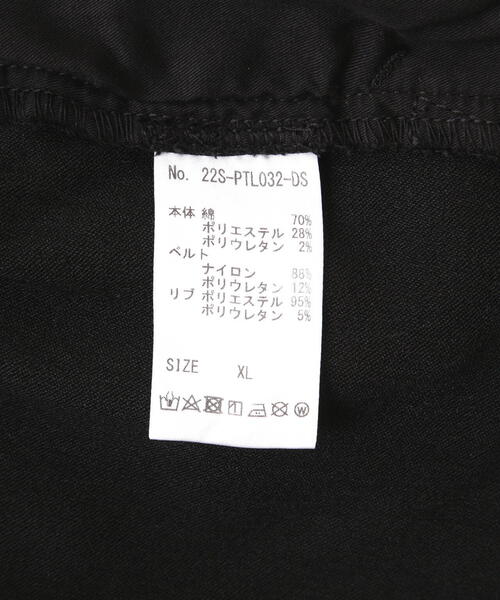 No. 22S-PTL032-DS
本体 綿 70%
ポリエステル 28%
ポリウレタン 2%
ベルト
ナイロン 88%
ポリウレタン 12%
リブ ポリエステル 95%
ポリウレタン 5%
SIZE XL